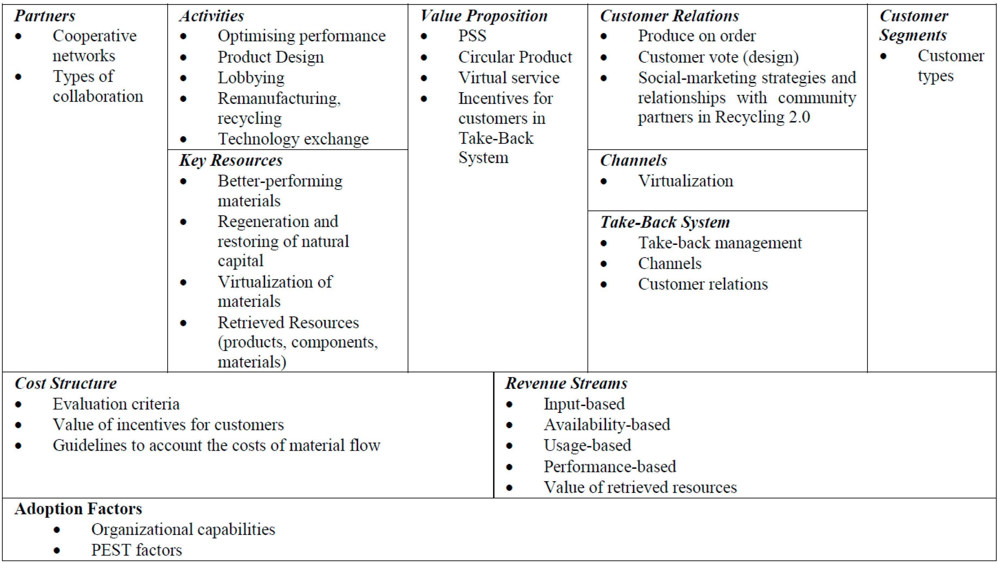 Partners
• Cooperative
networks
• Types of
collaboration
Activities
• Optimising performance
• Product Design
• Lobbying
• Remanufacturing,
recycling
• Technology exchange
Key Resources
• Better-performing
materials
• Regeneration and
restoring of natural
capital
• Virtualization of
materials
• Retrieved Resources
(products, components,
materials)
Value Proposition
• PSS
• Circular Product
• Virtual service
• Incentives for
customers in
Take-Back
System
Customer Relations
• Produce on order
• Customer vote (design)
• Social-marketing strategies and
relationships with community
partners in Recycling 2.0
Channels
• Virtualization
Take-Back System
• Take-back management
• Channels
• Customer relations
Customer
Segments
• Customer
types
Cost Structure
• Evaluation criteria
• Value of incentives for customers
• Guidelines to account the costs of material flow
Revenue Streams
• Input-based
• Availability-based
• Usage-based
• Performance-based
• Value of retrieved resources
Adoption Factors
• Organizational capabilities
• PEST factors